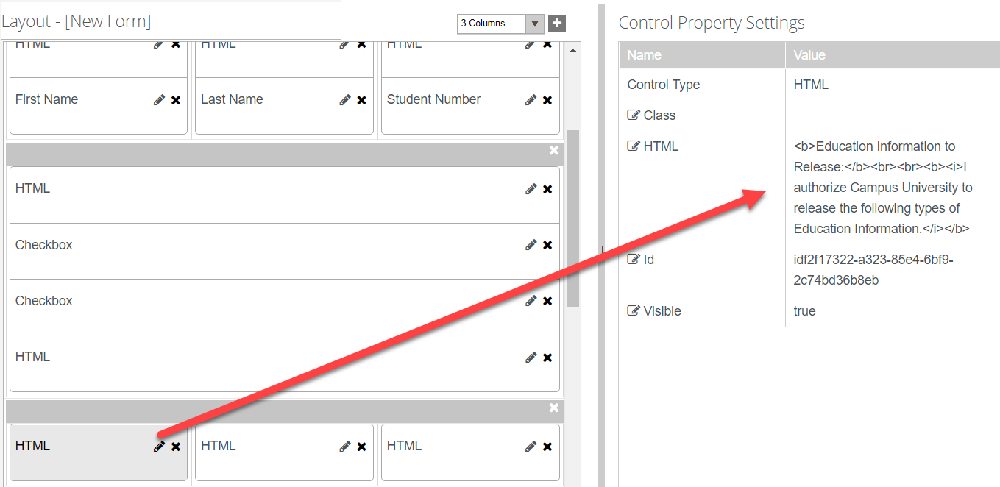 Layout - [New Form]
3 Columns
HTML
HTML
HTML
First Name
Last Name
Student Number
HTML
Checkbox
Checkbox
HTML
HTML
HTML
HTML
Control Property Settings
Name
Value
Control Type
HTML
Class
HTML
<b>Education Information to
Release:</b><br><br><b><i>I
authorize Campus University to
release the following types of
Education Information.</i></b>
Id
idf2f17322-a323-85e4-6bf9-
2c74bd36b8eb
Visible
true